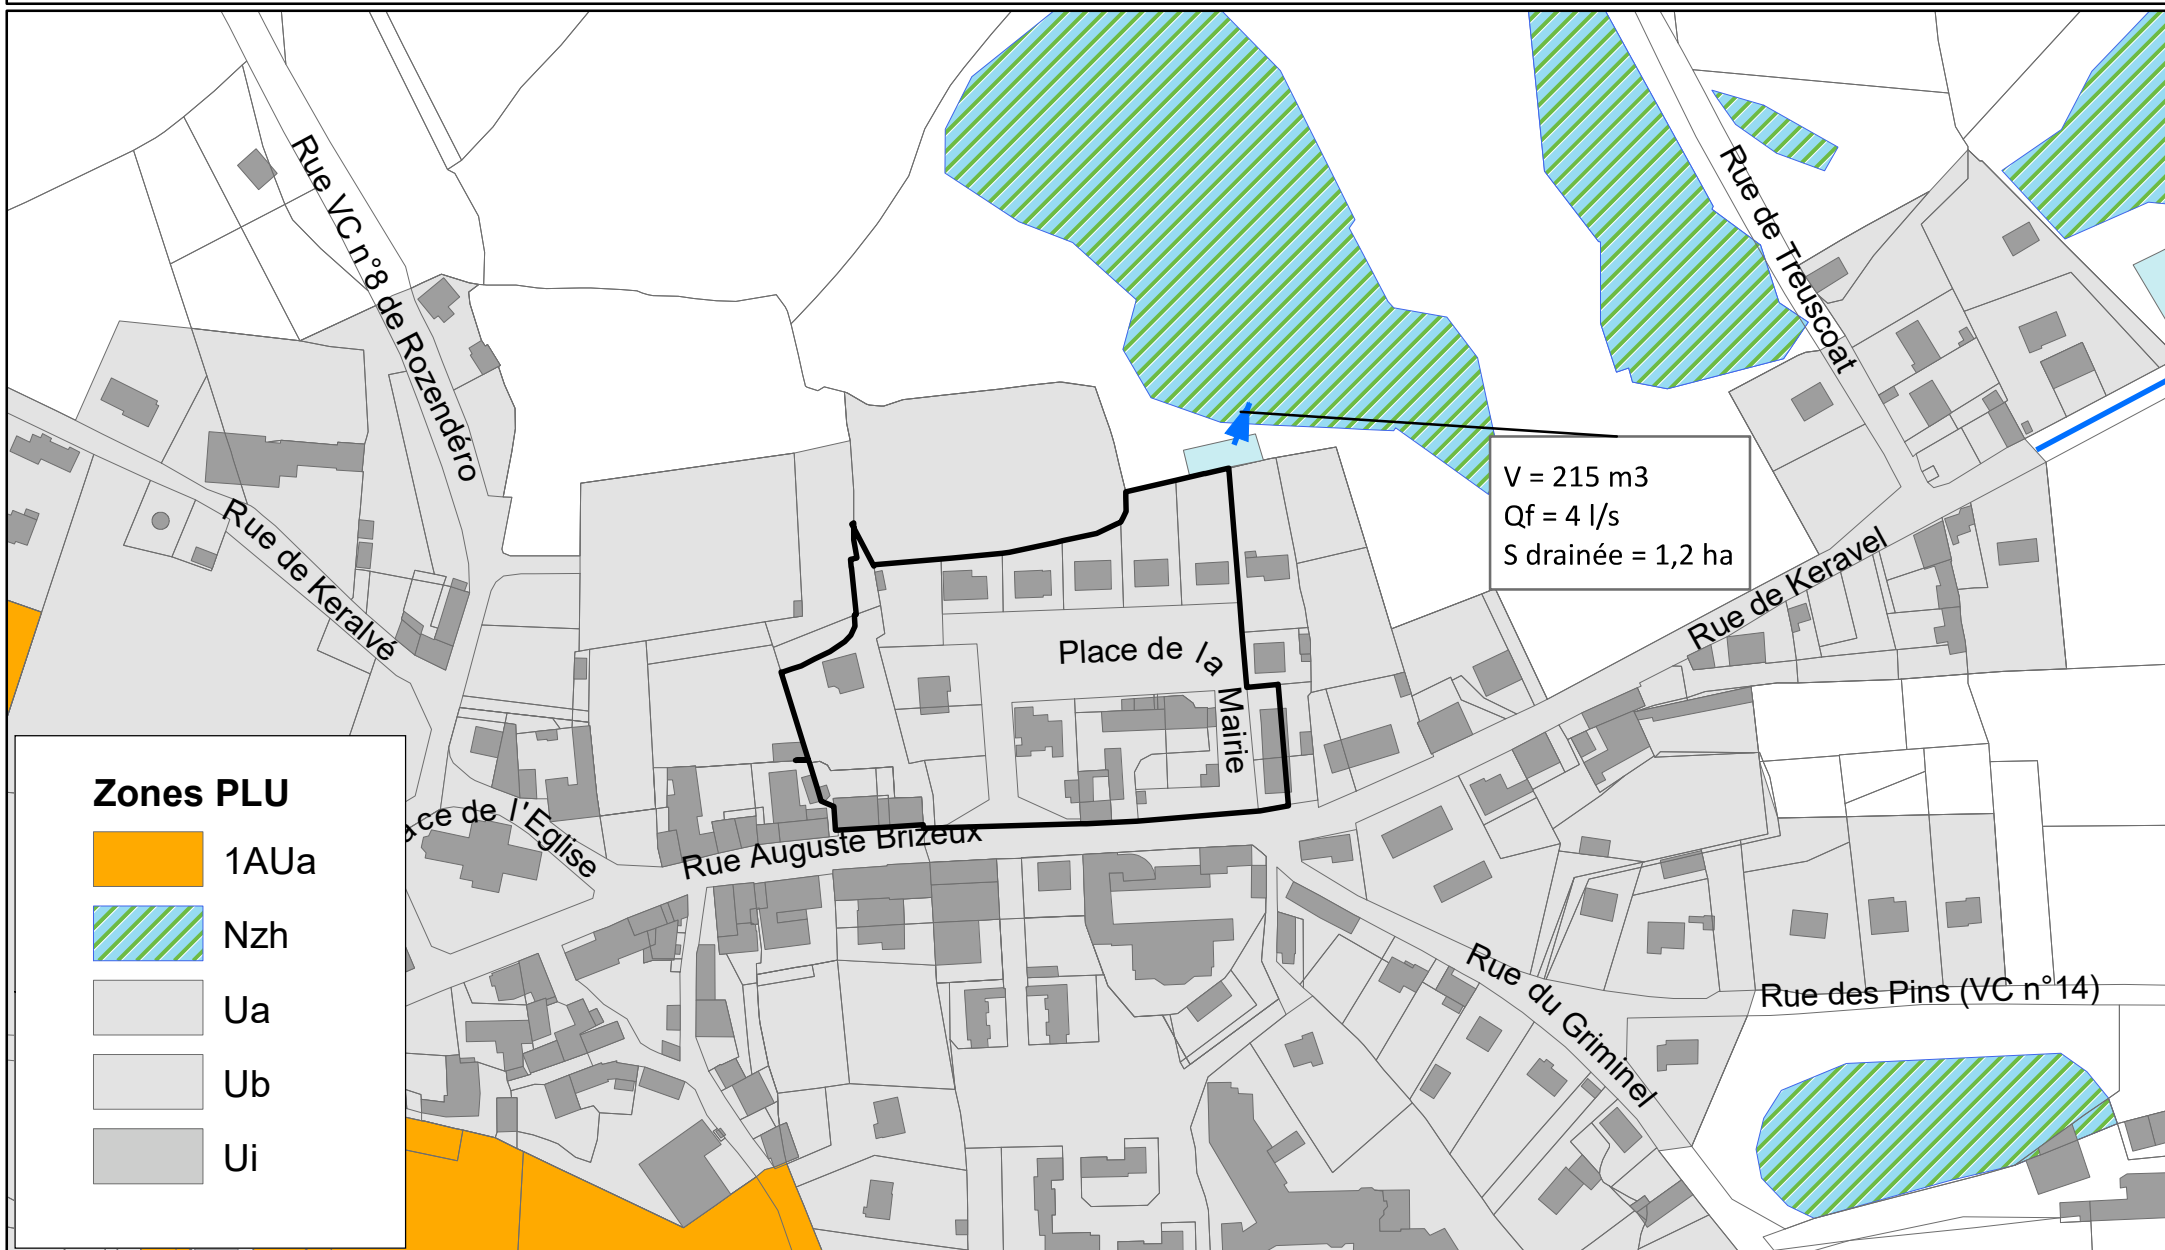 Rue VC n°8 de Rozendéro
Rue de Treuscoat
V = 215 m3
Qf = 4 l/s
S drainée = 1,2 ha
Rue de Keralvé
Rue de Keravel
Place de la Mairie
Zones PLU
1AUa
Nzh
Ua
Ub
Ui
ace de l'Eglise
Rue Auguste Brizeux
Rue du Griminel
Rue des Pins (VC n°14)